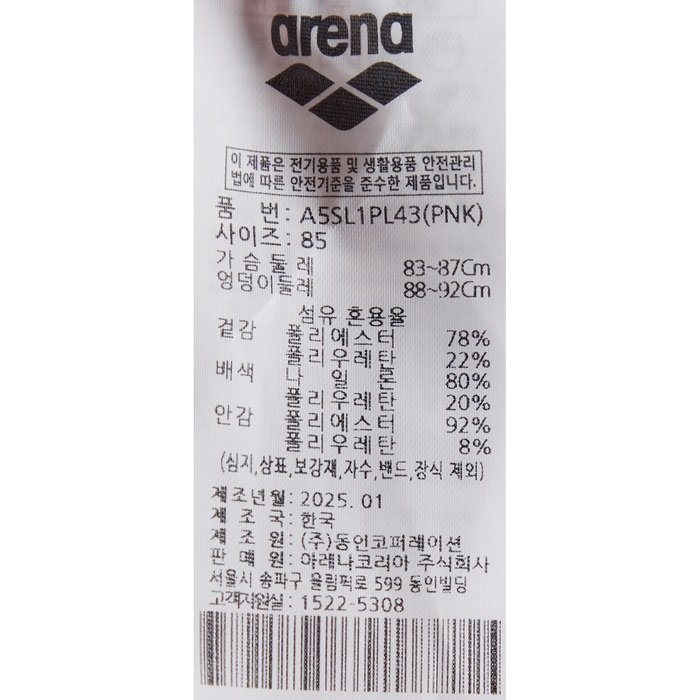 arena
이 제품은 전기용품 및 생활용품 안전관리
법에 따른 안전기준을 준수한 제품입니다.
품 번 : A5SL1PL43(PNK)
사이즈 : 85
가슴둘레 83~87Cm
엉덩이둘레 88~92Cm
섬유 혼용율
겉감 폴리에스터 78%
폴리우레탄 22%
배색 나일론 80%
폴리우레탄 20%
안감 폴리에스터 92%
폴리우레탄 8%
(심지,상표,보강재,자수,밴드,장식 제외)
제조년월 : 2025. 01
제 조 국 : 한국
제 조 원 : (주)동인코퍼레이션
판 매 원 : 아레나코리아 주식회사
서울시 송파구 올림픽로 599 동인빌딩
고객지원실 : 1522-5308